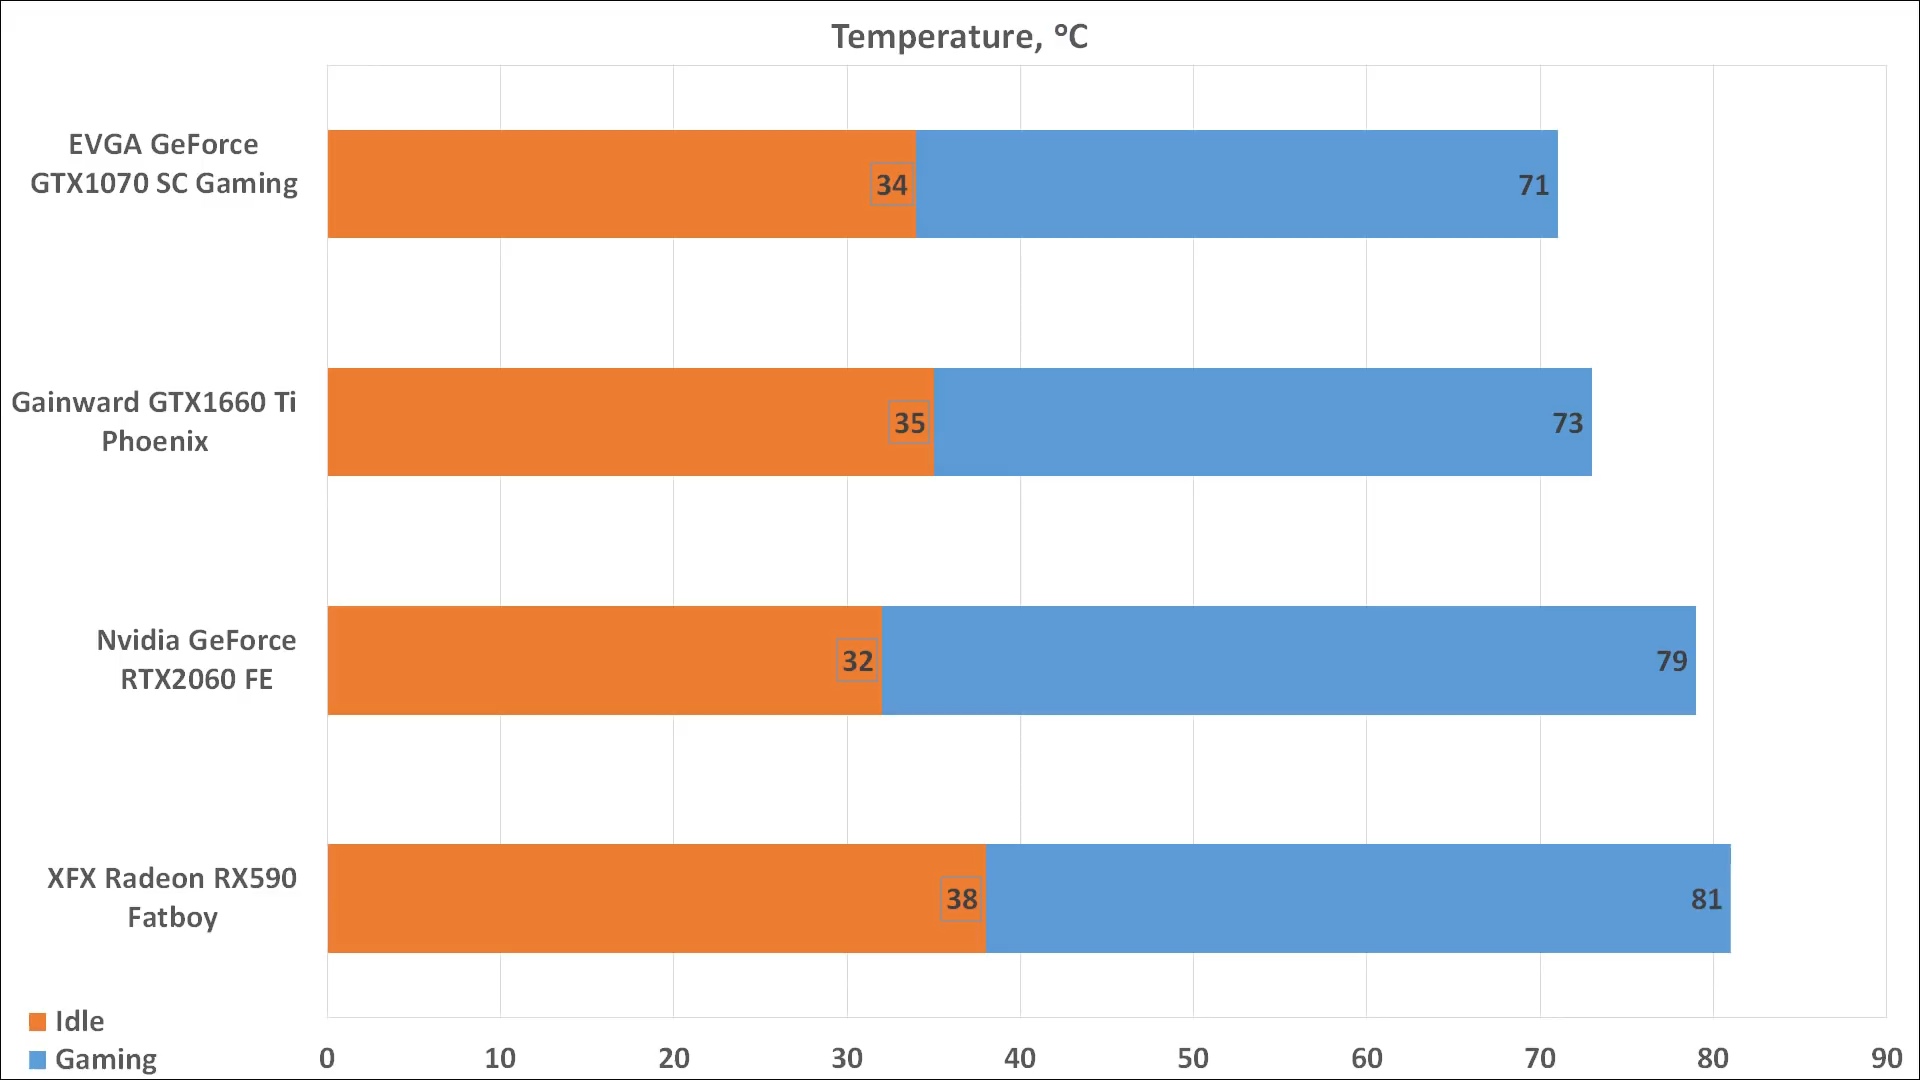 Temperature, °C
EVGA GeForce
GTX1070 SC Gaming
34
71
Gainward GTX1660 Ti
Phoenix
35
73
Nvidia GeForce
RTX2060 FE
32
79
XFX Radeon RX590
Fatboy
38
81
Idle
Gaming
0 10 20 30 40 50 60 70 80 90